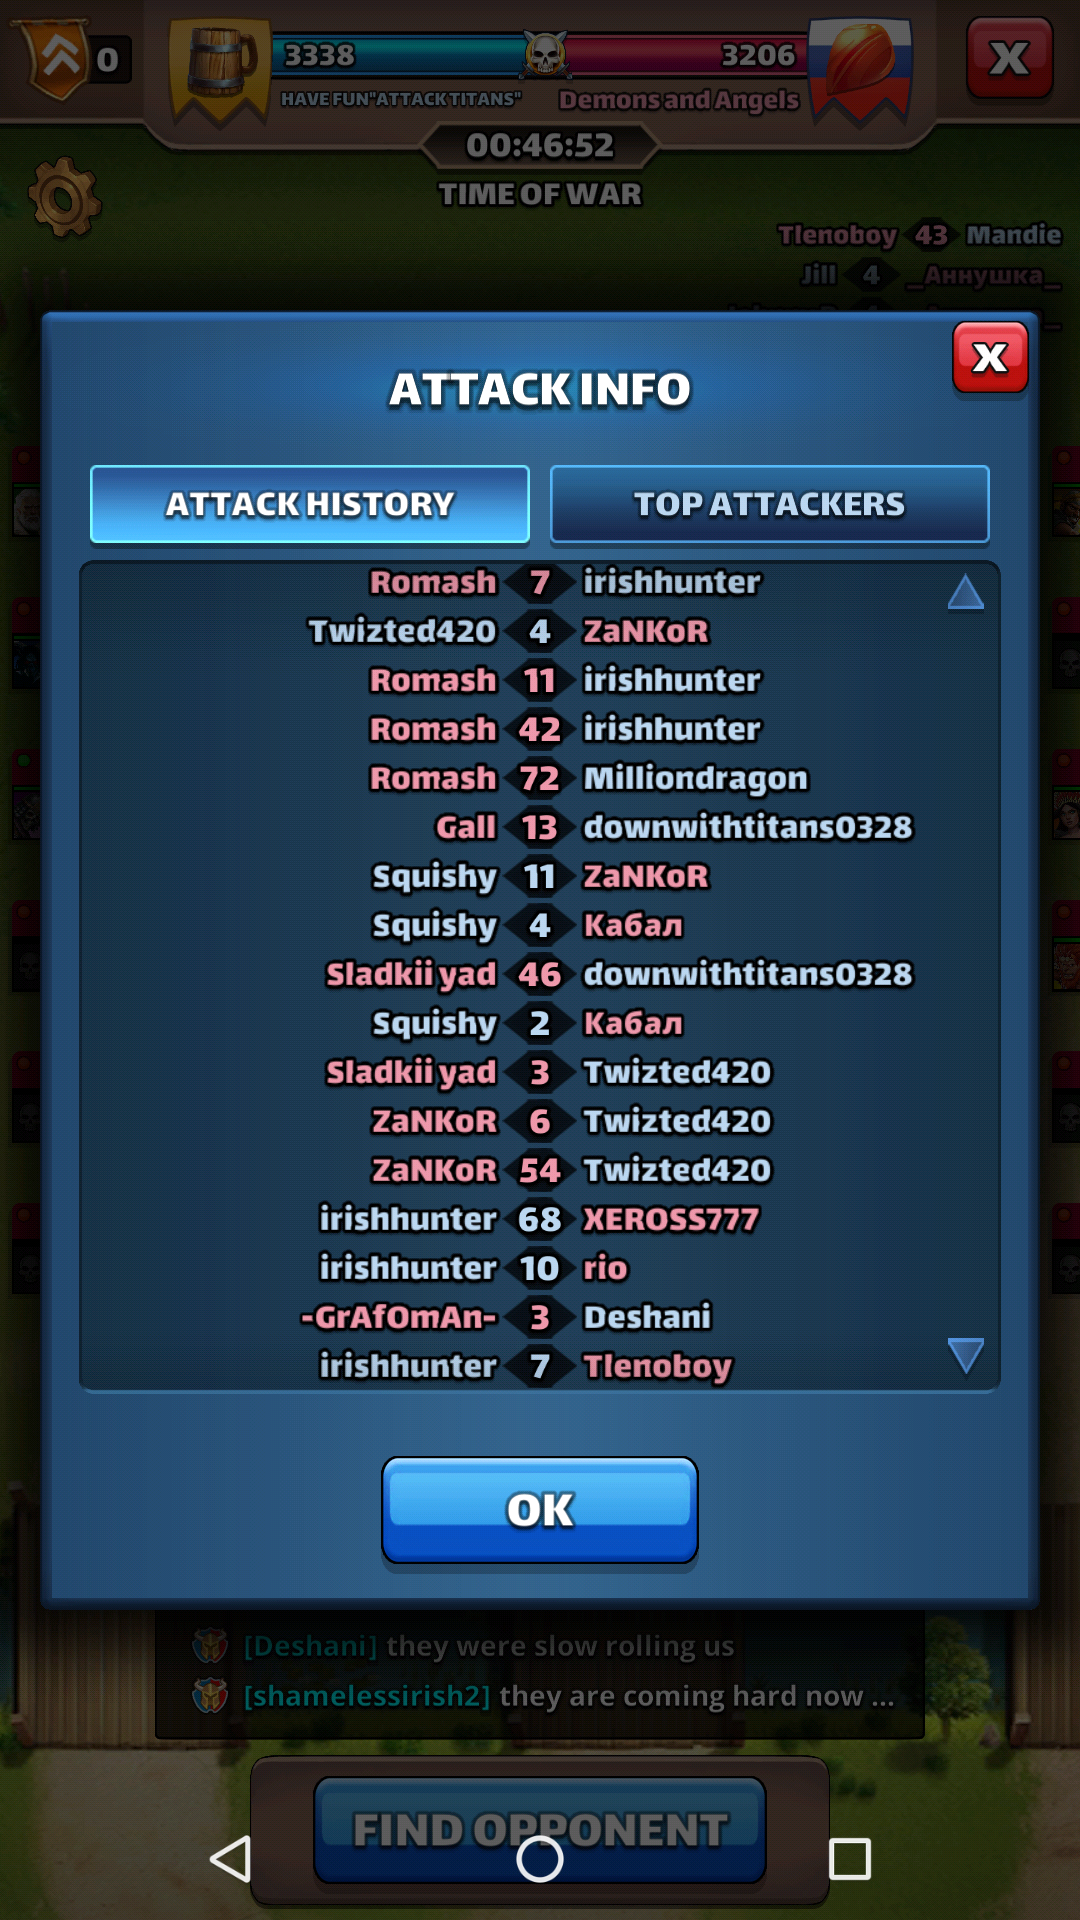 0 3338 3206 X
HAVE FUN"ATTACK TITANS" Demons and Angels
00:46:52
TIME OF WAR
Tlenoboy 43 Mandie
Jill 4 _Аннушка_
ATTACK INFO X
ATTACK HISTORY TOP ATTACKERS
Romash 7 irishhunter
Twizted420 4 ZaNKoR
Romash 11 irishhunter
Romash 42 irishhunter
Romash 72 Milliondragon
Gall 13 downwithtitans0328
Squishy 11 ZaNKoR
Squishy 4 Кабал
Sladkii yad 46 downwithtitans0328
Squishy 2 Кабал
Sladkii yad 3 Twizted420
ZaNKoR 6 Twizted420
ZaNKoR 54 Twizted420
irishhunter 68 XEROSS777
irishhunter 10 rio
-GrAfOmAn- 3 Deshani
irishhunter 7 Tlenoboy
OK
[Deshani] they were slow rolling us
[shamelessirish2] they are coming hard now ...
FIND OPPONENT